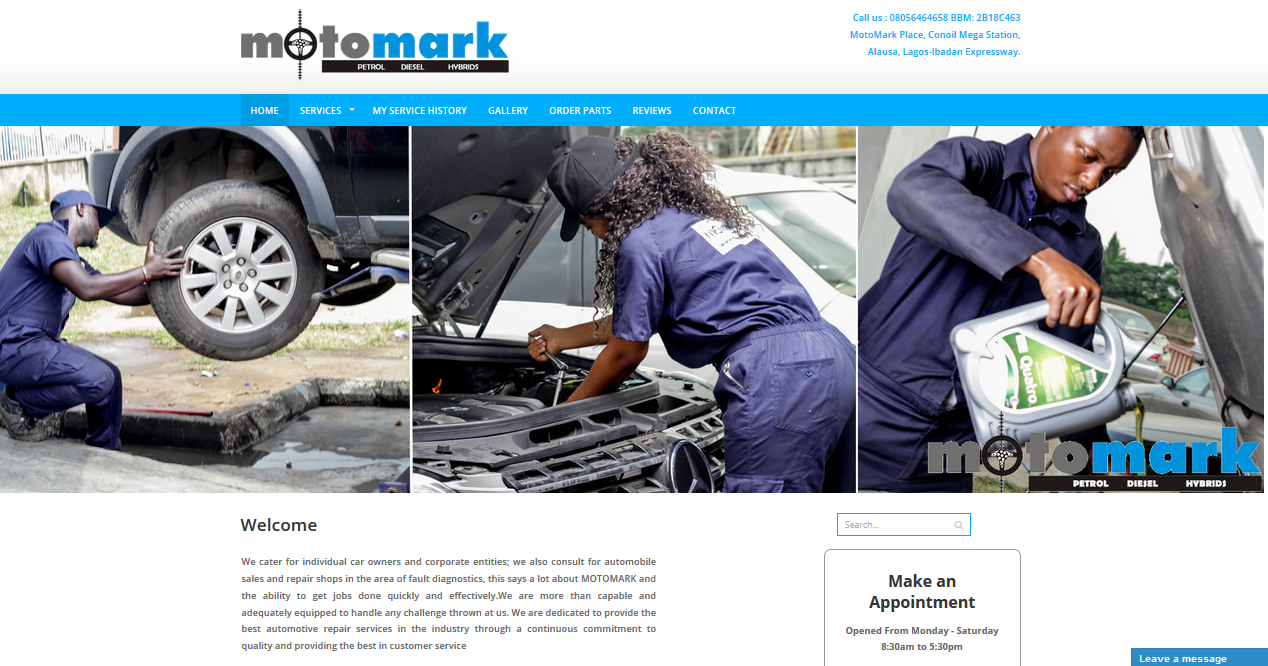 motomark
PETROL DIESEL HYBRIDS
Call us : 08056464658 BBM: 2B18C463
MotoMark Place, Conoil Mega Station,
Alausa, Lagos-Ibadan Expressway.
HOME SERVICES MY SERVICE HISTORY GALLERY ORDER PARTS REVIEWS CONTACT
Quatro
motomark
PETROL DIESEL HYBRIDS
Welcome
We cater for individual car owners and corporate entities; we also consult for automobile
sales and repair shops in the area of fault diagnostics, this says a lot about MOTOMARK and
the ability to get jobs done quickly and effectively.We are more than capable and
adequately equipped to handle any challenge thrown at us. We are dedicated to provide the
best automotive repair services in the industry through a continuous commitment to
quality and providing the best in customer service
Search...
Make an
Appointment
Opened From Monday - Saturday
8:30am to 5:30pm
Leave a message